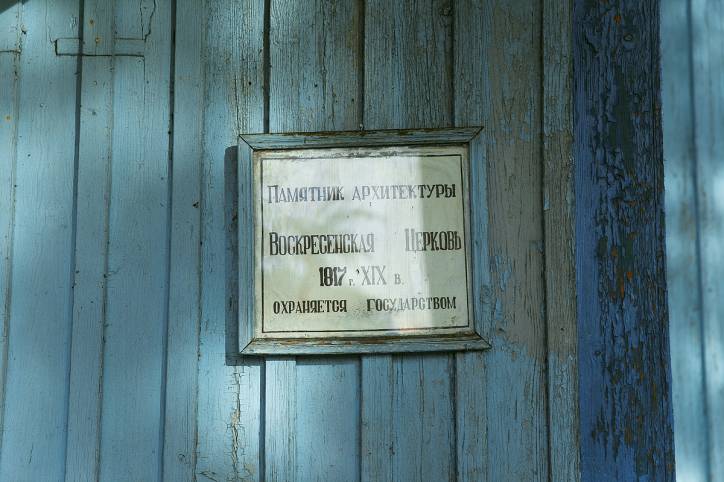 Памятник архитектуры
Воскресенская Церковь
1817 г. XIX в.
охраняется государством